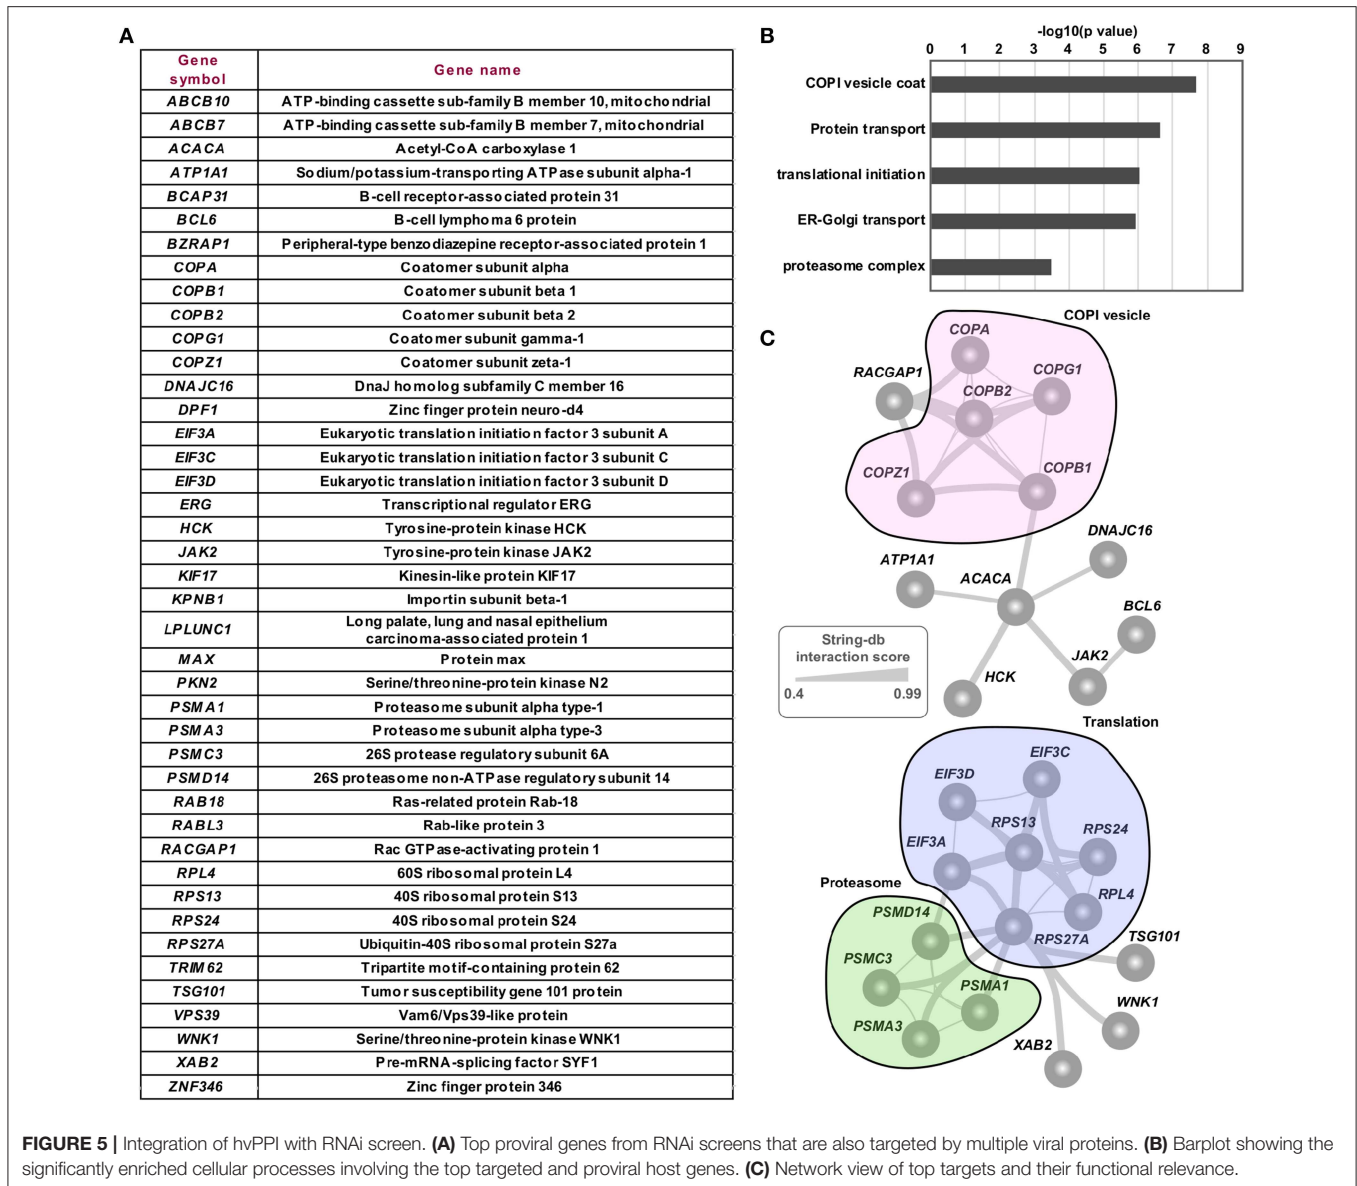 A
Gene symbol Gene name
ABCB10 ATP-binding cassette sub-family B member 10, mitochondrial
ABCB7 ATP-binding cassette sub-family B member 7, mitochondrial
ACACA Acetyl-CoA carboxylase 1
ATP1A1 Sodium/potassium-transporting ATPase subunit alpha-1
BCAP31 B-cell receptor-associated protein 31
BCL6 B-cell lymphoma 6 protein
BZRAP1 Peripheral-type benzodiazepine receptor-associated protein 1
COPA Coatomer subunit alpha
COPB1 Coatomer subunit beta 1
COPB2 Coatomer subunit beta 2
COPG1 Coatomer subunit gamma-1
COPZ1 Coatomer subunit zeta-1
DNAJC16 DnaJ homolog subfamily C member 16
DPF1 Zinc finger protein neuro-d4
EIF3A Eukaryotic translation initiation factor 3 subunit A
EIF3C Eukaryotic translation initiation factor 3 subunit C
EIF3D Eukaryotic translation initiation factor 3 subunit D
ERG Transcriptional regulator ERG
HCK Tyrosine-protein kinase HCK
JAK2 Tyrosine-protein kinase JAK2
KIF17 Kinesin-like protein KIF17
KPNB1 Importin subunit beta-1
LPLUNC1 Long palate, lung and nasal epithelium
carcinoma-associated protein 1
MAX Protein max
PKN2 Serine/threonine-protein kinase N2
PSMA1 Proteasome subunit alpha type-1
PSMA3 Proteasome subunit alpha type-3
PSMC3 26S protease regulatory subunit 6A
PSMD14 26S proteasome non-ATPase regulatory subunit 14
RAB18 Ras-related protein Rab-18
RABL3 Rab-like protein 3
RACGAP1 Rac GTPase-activating protein 1
RPL4 60S ribosomal protein L4
RPS13 40S ribosomal protein S13
RPS24 40S ribosomal protein S24
RPS27A Ubiquitin-40S ribosomal protein S27a
TRIM62 Tripartite motif-containing protein 62
TSG101 Tumor susceptibility gene 101 protein
VPS39 Vam6/Vps39-like protein
WNK1 Serine/threonine-protein kinase WNK1
XAB2 Pre-mRNA-splicing factor SYF1
ZNF346 Zinc finger protein 346
B
-log10(p value)
0 1 2 3 4 5 6 7 8 9
COPI vesicle coat
Protein transport
translational initiation
ER-Golgi transport
proteasome complex
C
COPI vesicle
COPA
RACGAP1
COPG1
COPB2
COPZ1
COPB1
DNAJC16
ATP1A1
ACACA
BCL6
JAK2
HCK
String-db
interaction score
0.4 0.99
Translation
EIF3C
EIF3D
RPS13
RPS24
EIF3A
RPL4
RPS27A
Proteasome
PSMD14
PSMC3
PSMA1
PSMA3
TSG101
WNK1
XAB2
FIGURE 5 | Integration of hvPPI with RNAi screen. (A) Top proviral genes from RNAi screens that are also targeted by multiple viral proteins. (B) Barplot showing the
significantly enriched cellular processes involving the top targeted and proviral host genes. (C) Network view of top targets and their functional relevance.